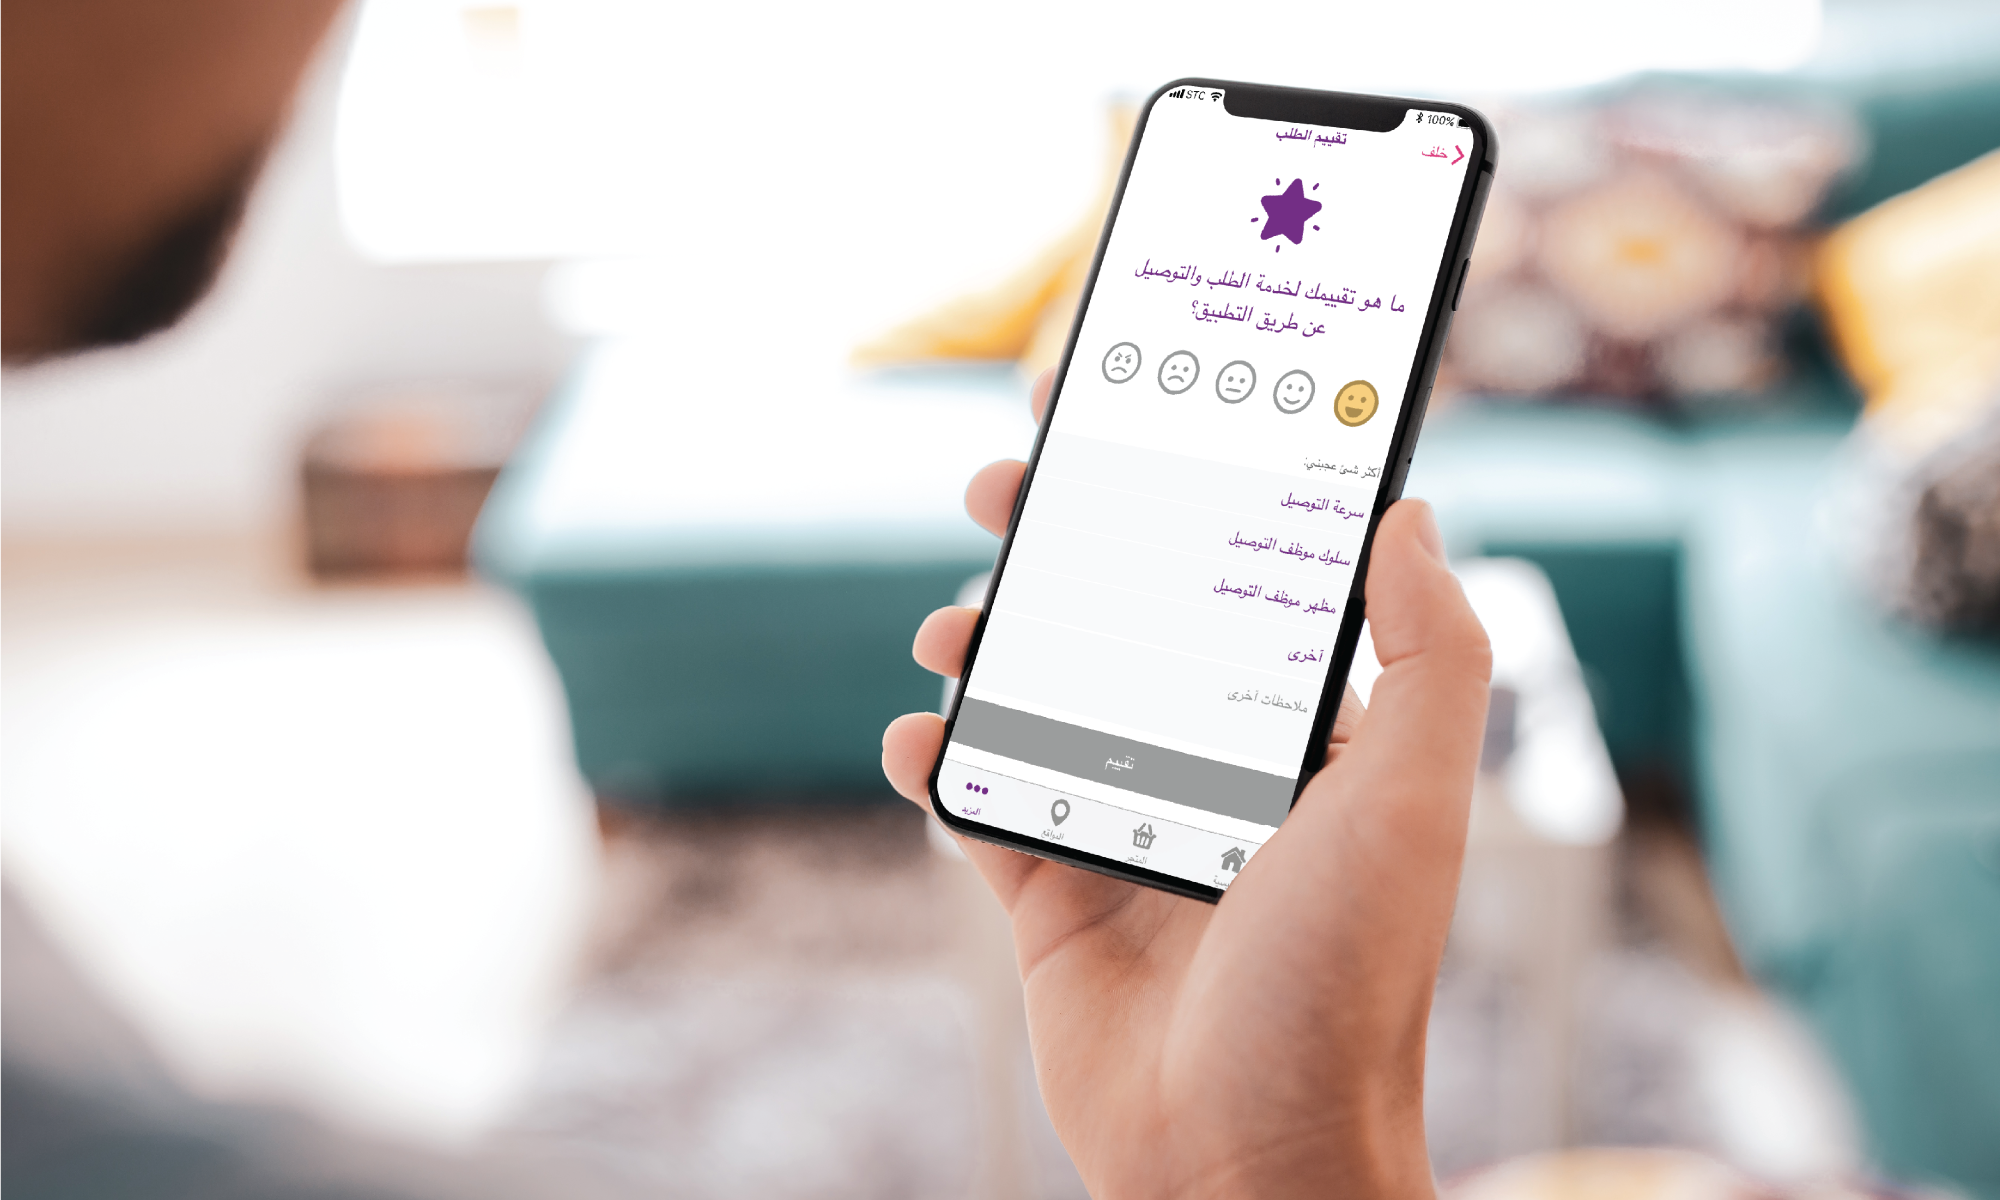 STC
100%
خلف
تقييم الطلب
ما هو تقييمك لخدمة الطلب والتوصيل
عن طريق التطبيق؟
أكثر شئ عجبني:
سرعة التوصيل
سلوك موظف التوصيل
مظهر موظف التوصيل
آخرى
ملاحظات آخرى
تقييم
المتجر
المواقع
المزيد